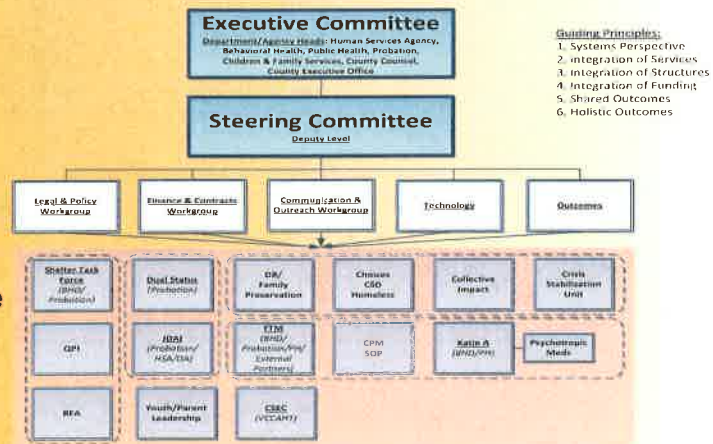 Executive Committee
Department/Agency Heads: Human Services Agency,
Behavioral Health, Public Health, Probation,
Children & Family Services, County Counsel,
County Executive Office
Guiding Principles:
1. Systems Perspective
2. Integration of Services
3. Integration of Structures
4. Integration of Funding
5. Shared Outcomes
6. Holistic Outcomes
Steering Committee
Deputy Level
Legal & Policy
Workgroup
Finance & Contracts
Workgroup
Communication &
Outreach Workgroup
Technology
Outcomes
Shelter Task
Force
(BHD/
Probation)
Dual Status
(Probation)
DR/
Family
Preservation
Choices
CSD
Homeless
Collective
Impact
Crisis
Stabilization
Unit
QPI
JDAI
(Probation/
HSA/DA)
(BHD/
Probation/PH/
External
Partners)
CPM
SOP
Katie A
(BHD/PH)
Psychotropic
Meds
RFA
Youth/Parent
Leadership
CSEC
(VCCAHT)
e